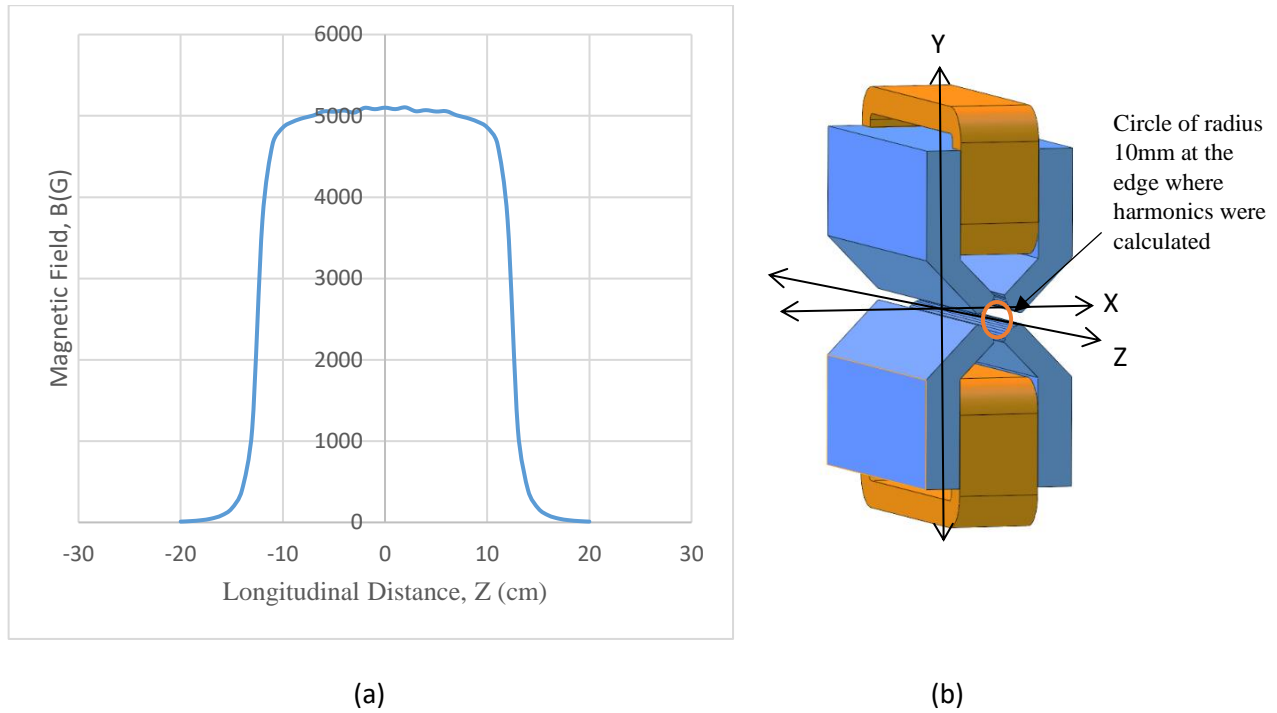 6000
5000
4000
3000
2000
1000
0
-30
-20
-10
0
10
20
30
Magnetic Field, B(G)
Longitudinal Distance, Z (cm)
(a)
Y
X
Z
Circle of radius
10mm at the
edge where
harmonics were
calculated
(b)